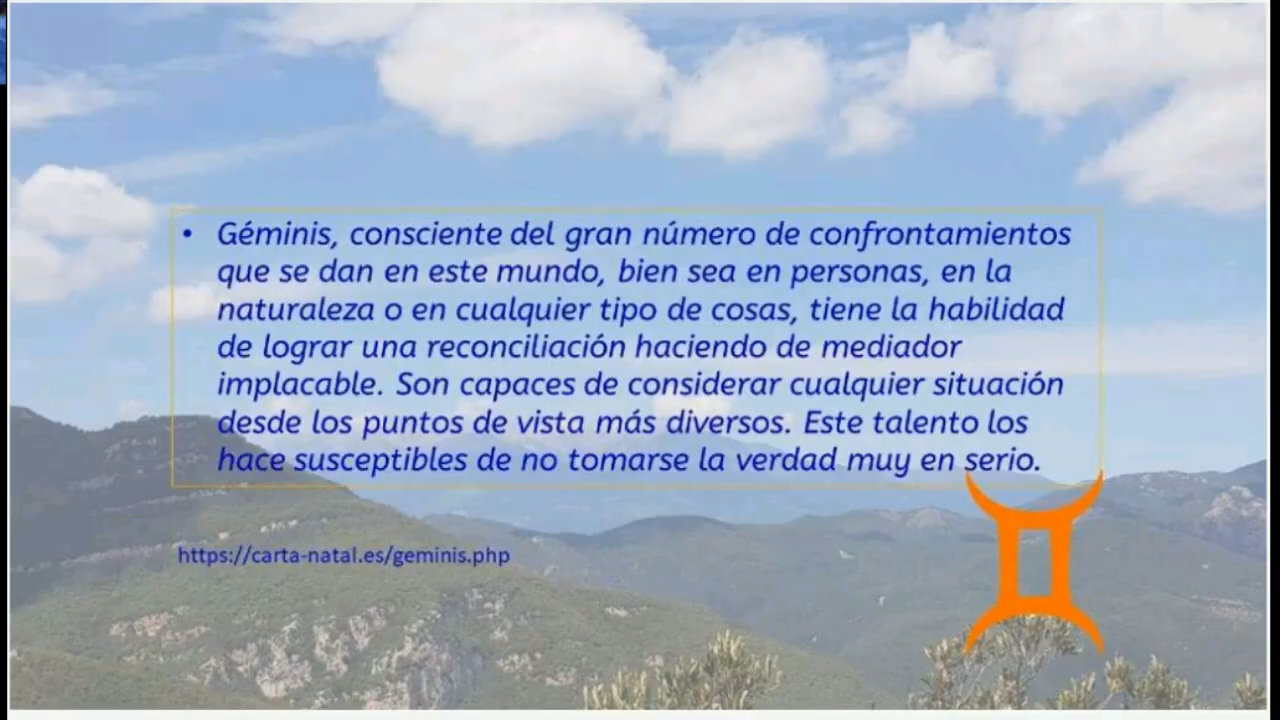 • Géminis, consciente del gran número de confrontamientos
que se dan en este mundo, bien sea en personas, en la
naturaleza o en cualquier tipo de cosas, tiene la habilidad
de lograr una reconciliación haciendo de mediador
implacable. Son capaces de considerar cualquier situación
desde los puntos de vista más diversos. Este talento los
hace susceptibles de no tomarse la verdad muy en serio.
https://carta-natal.es/geminis.php